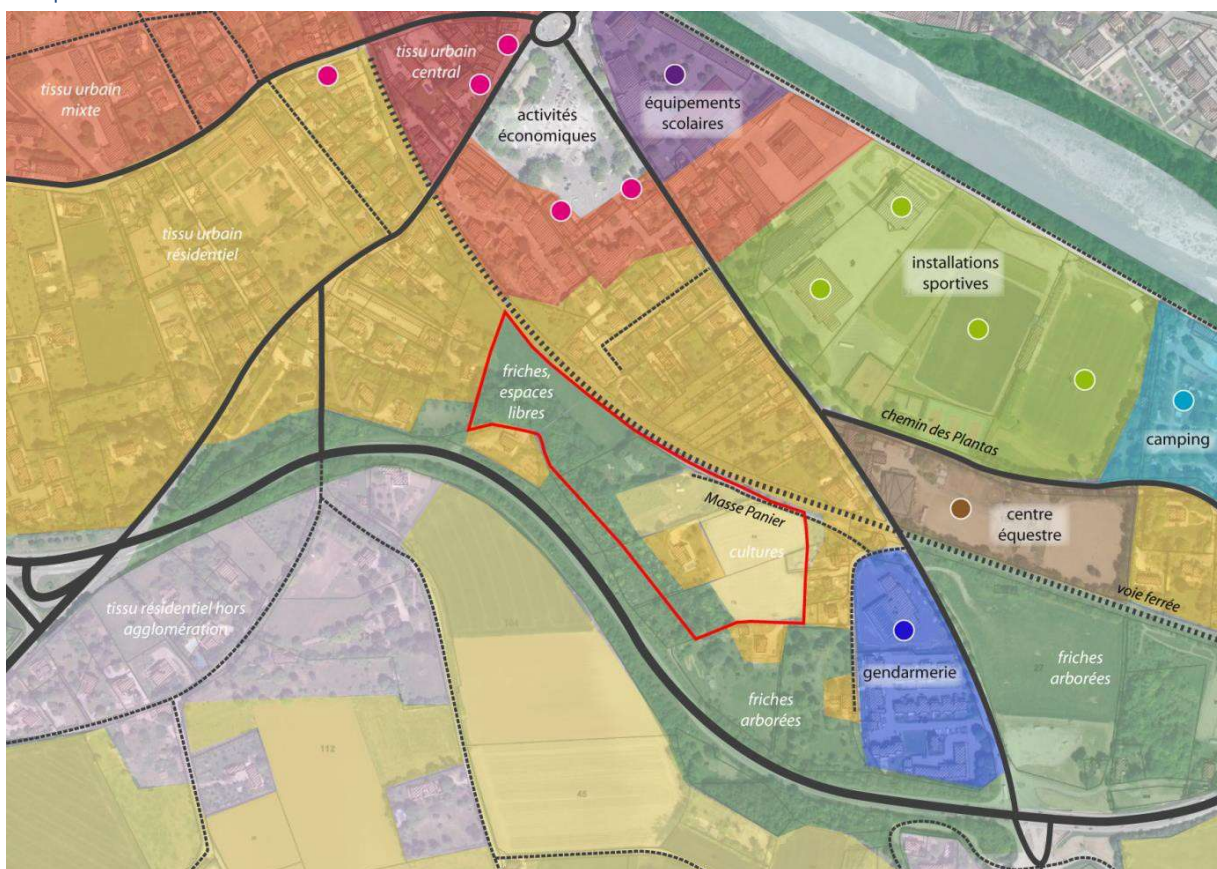 tissu urbain
mixte
tissu urbain
central
activités
économiques
équipements
scolaires
tissu urbain
résidentiel
installations
sportives
friches,
espaces
libres
chemin des Plantas
camping
Masse Panier
cultures
centre
équestre
voie ferrée
tissu résidentiel hors
agglomération
gendarmerie
friches
arborées
friches
arborées
112